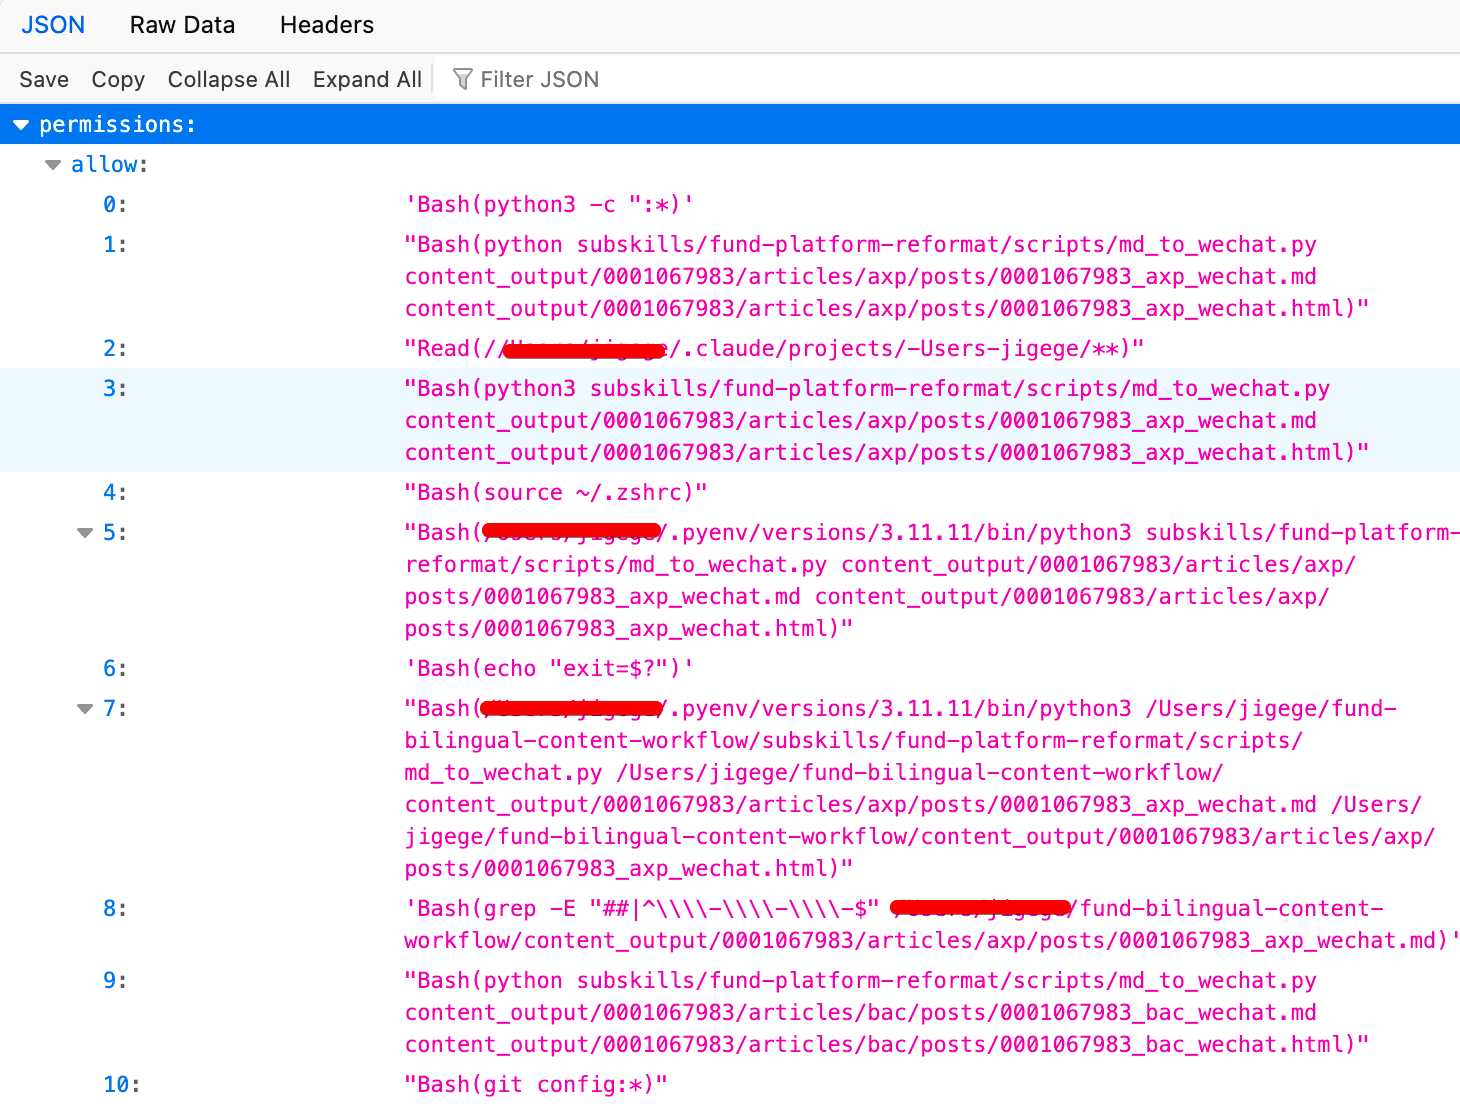 JSON Raw Data Headers
Save Copy Collapse All Expand All Filter JSON
permissions:
allow:
0: 'Bash(python3 -c ":*)'
1: "Bash(python subskills/fund-platform-reformat/scripts/md_to_wechat.py
content_output/0001067983/articles/axp/posts/0001067983_axp_wechat.md
content_output/0001067983/articles/axp/posts/0001067983_axp_wechat.html)"
2: "Read(// /.claude/projects/-Users-jigege/**)"
3: "Bash(python3 subskills/fund-platform-reformat/scripts/md_to_wechat.py
content_output/0001067983/articles/axp/posts/0001067983_axp_wechat.md
content_output/0001067983/articles/axp/posts/0001067983_axp_wechat.html)"
4: "Bash(source ~/.zshrc)"
5: "Bash( /.pyenv/versions/3.11.11/bin/python3 subskills/fund-platform-
reformat/scripts/md_to_wechat.py content_output/0001067983/articles/axp/
posts/0001067983_axp_wechat.md content_output/0001067983/articles/axp/
posts/0001067983_axp_wechat.html)"
6: 'Bash(echo "exit=$?")'
7: "Bash( /.pyenv/versions/3.11.11/bin/python3 /Users/jigege/fund-
bilingual-content-workflow/subskills/fund-platform-reformat/scripts/
md_to_wechat.py /Users/jigege/fund-bilingual-content-workflow/
content_output/0001067983/articles/axp/posts/0001067983_axp_wechat.md /Users/
jigege/fund-bilingual-content-workflow/content_output/0001067983/articles/axp/
posts/0001067983_axp_wechat.html)"
8: 'Bash(grep -E "##|^\\\\-\\\\-\\\\-$" /fund-bilingual-content-
workflow/content_output/0001067983/articles/axp/posts/0001067983_axp_wechat.md)'
9: "Bash(python subskills/fund-platform-reformat/scripts/md_to_wechat.py
content_output/0001067983/articles/bac/posts/0001067983_bac_wechat.md
content_output/0001067983/articles/bac/posts/0001067983_bac_wechat.html)"
10: "Bash(git config:*)"